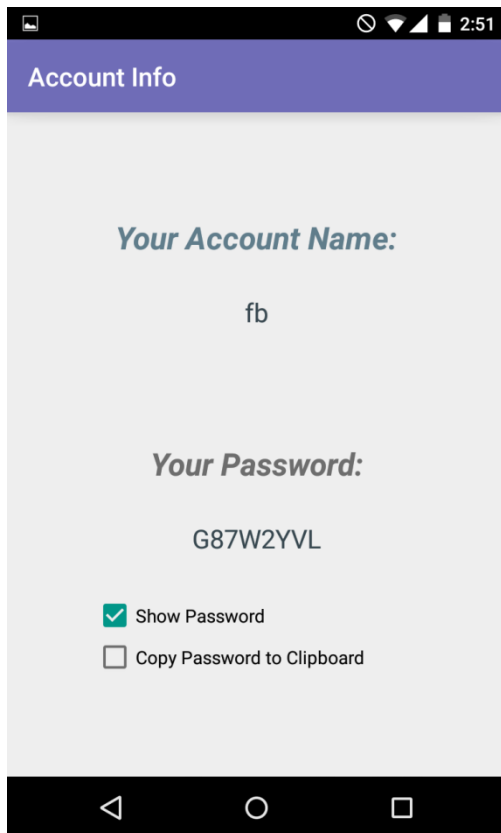 2:51
Account Info
Your Account Name:
fb
Your Password:
G87W2YVL
Show Password
Copy Password to Clipboard